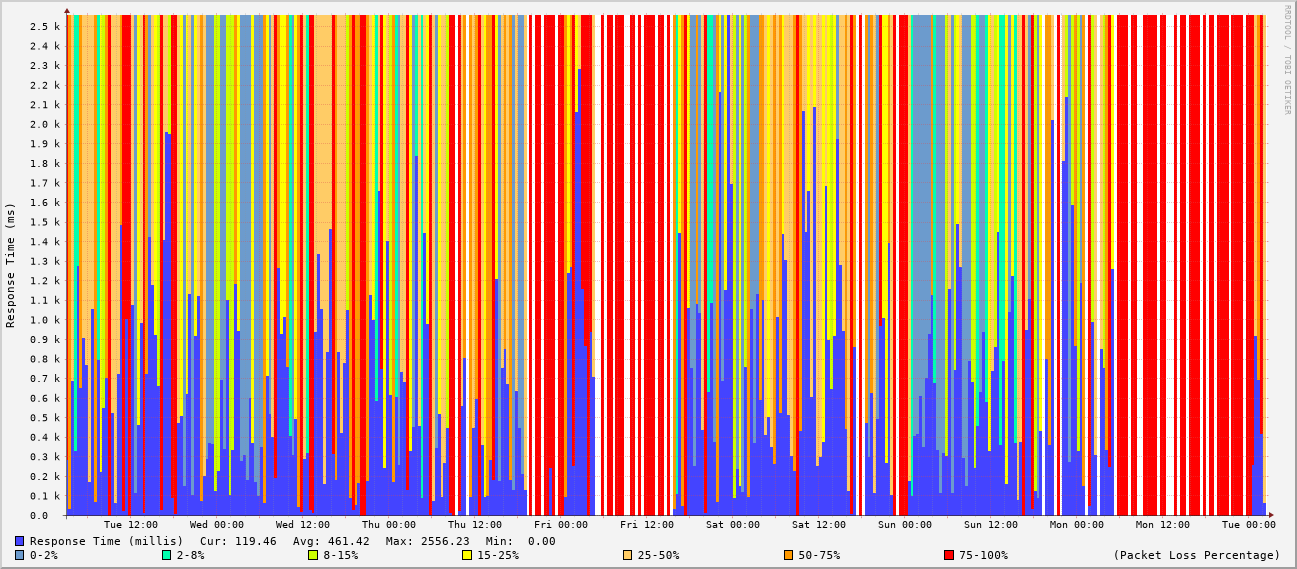 RRDTOOL / TOBI OETIKER
Response Time (ms)
2.5 k
2.4 k
2.3 k
2.2 k
2.1 k
2.0 k
1.9 k
1.8 k
1.7 k
1.6 k
1.5 k
1.4 k
1.3 k
1.2 k
1.1 k
1.0 k
0.9 k
0.8 k
0.7 k
0.6 k
0.5 k
0.4 k
0.3 k
0.2 k
0.1 k
0.0
Tue 12:00 Wed 00:00 Wed 12:00 Thu 00:00 Thu 12:00 Fri 00:00 Fri 12:00 Sat 00:00 Sat 12:00 Sun 00:00 Sun 12:00 Mon 00:00 Mon 12:00 Tue 00:00
Response Time (millis) Cur: 119.46 Avg: 461.42 Max: 2556.23 Min: 0.00
0-2% 2-8% 8-15% 15-25% 25-50% 50-75% 75-100% (Packet Loss Percentage)